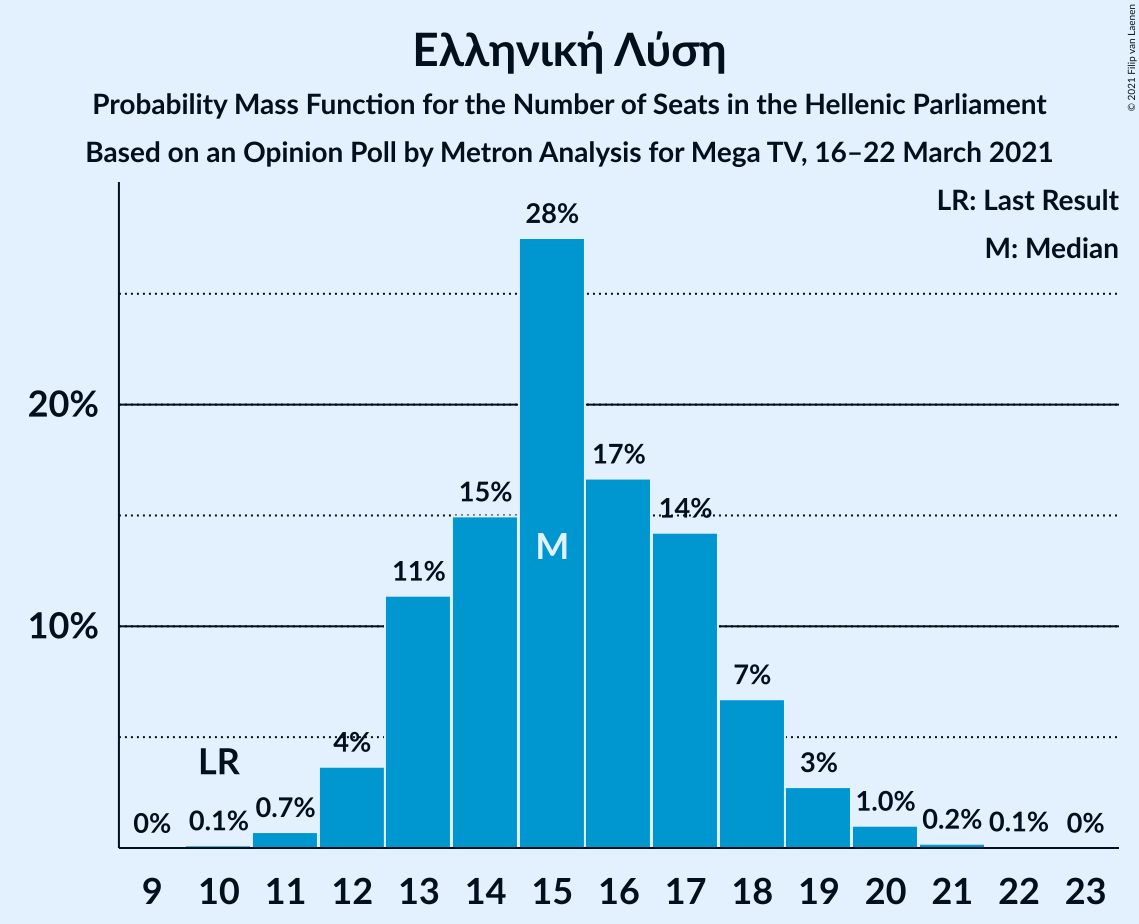 © 2021 Filip van Laenen
Ελληνική Λύση
Probability Mass Function for the Number of Seats in the Hellenic Parliament
Based on an Opinion Poll by Metron Analysis for Mega TV, 16–22 March 2021
LR: Last Result
M: Median
28%
20%
17%
15%
14%
M
11%
10%
7%
4%
LR
3%
0% 0.1% 0.7% 1.0% 0.2% 0.1% 0%
9 10 11 12 13 14 15 16 17 18 19 20 21 22 23